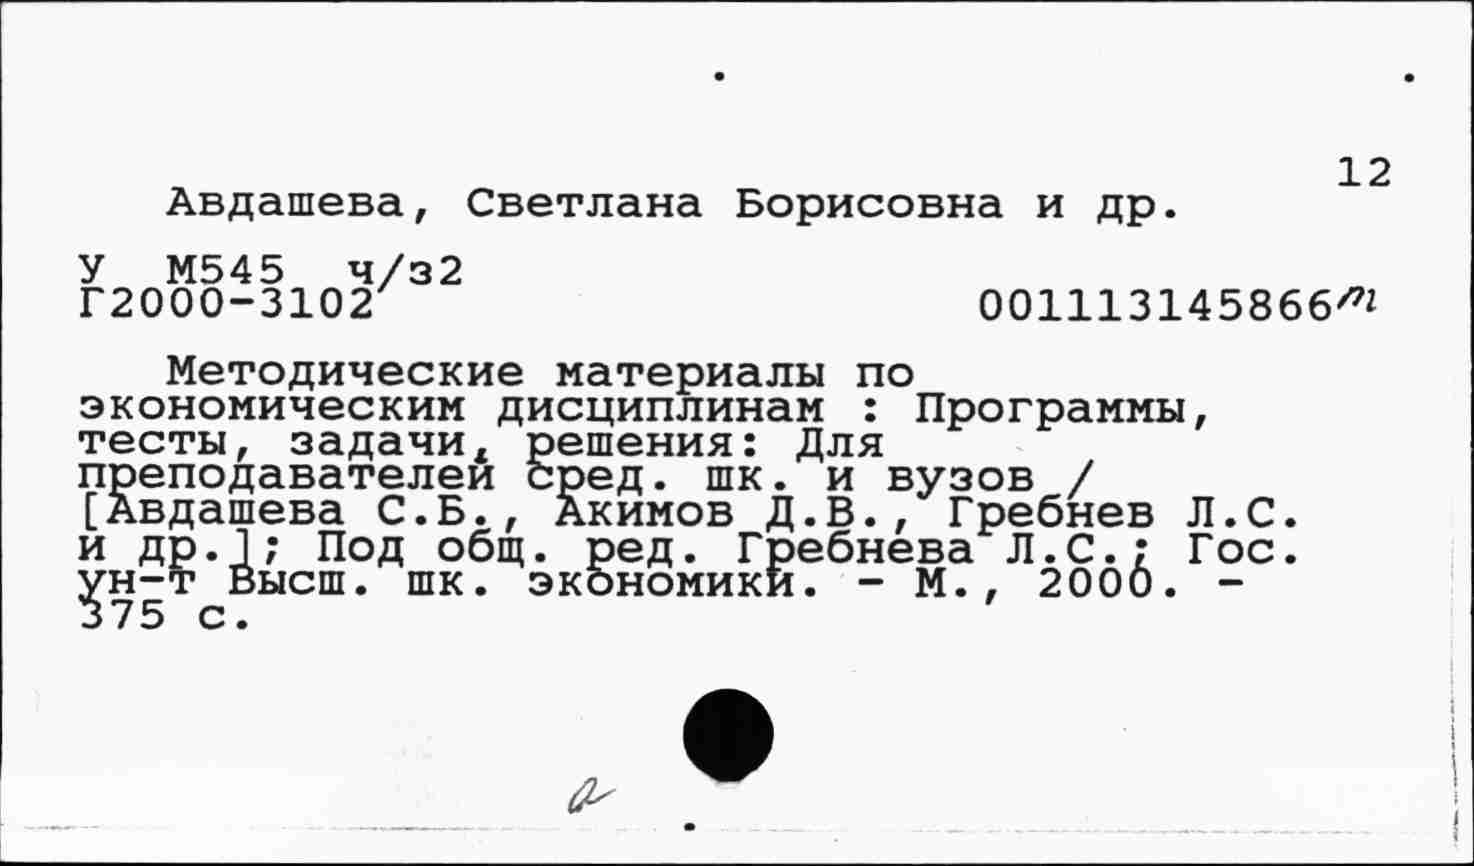 12
Авдашева, Светлана Борисовна и др.
У М545 ч/з2
Г2000-3102
001113145866m
Методические материалы по
экономическим дисциплинам : Программы,
тесты, задачи, решения: Для
преподавателей сред. шк. и вузов /
[Авдашева С.Б., Акимов Д.В., Гребнев Л.С.
и др.]; Под общ. ред. Гребнева Л.С.; Гос.
ун-т Высш. шк. экономики. - М., 2000. -
375 с.
а